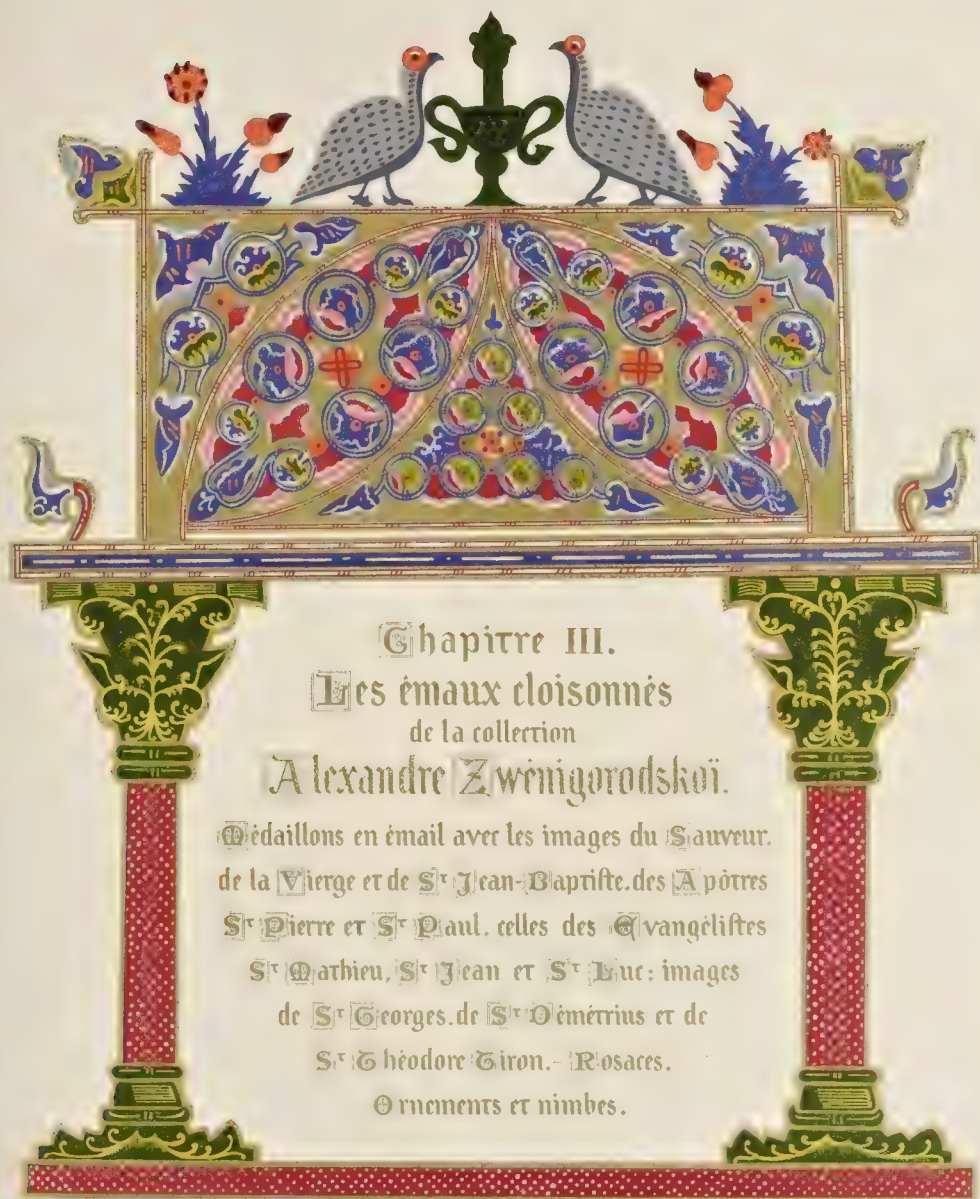 Chapitre III.
Les émaux cloisonnés
de la collection
Alexandre Zwénigorodskoï.
Médaillons en émail avec les images du Sauveur.
de la Vierge et de Sᵗ Jean-Baptiſte. des Apôtres
Sᵗ Pierre et Sᵗ Paul. celles des Evangéliſtes
Sᵗ Mathieu, Sᵗ Jean et Sᵗ Luc: images
de Sᵗ Georges. de Sᵗ Démétrius et de
Sᵗ Théodore Tiron.- Rosaces.
Ornements et nimbes.